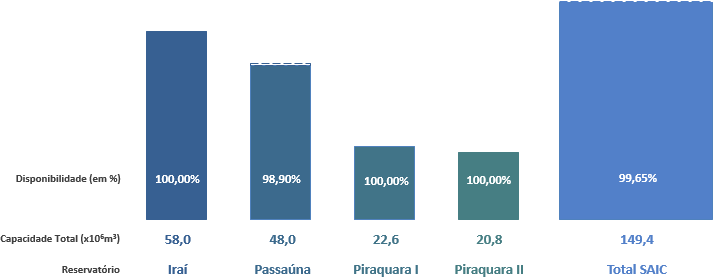 Disponibilidade (em %) 100,00% 98,90% 100,00% 100,00% 99,65%
Capacidade Total (x10⁶m³) 58,0 48,0 22,6 20,8 149,4
Reservatório Iraí Passaúna Piraquara I Piraquara II Total SAIC